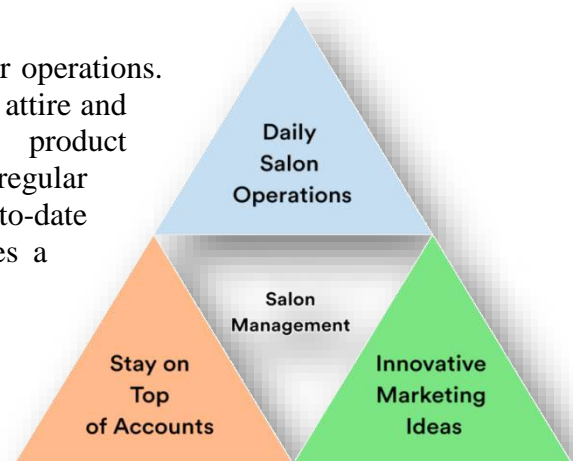 r operations.
attire and
product
regular
to-date
es a
Daily
Salon
Operations
Salon
Management
Stay on
Top
of Accounts
Innovative
Marketing
Ideas